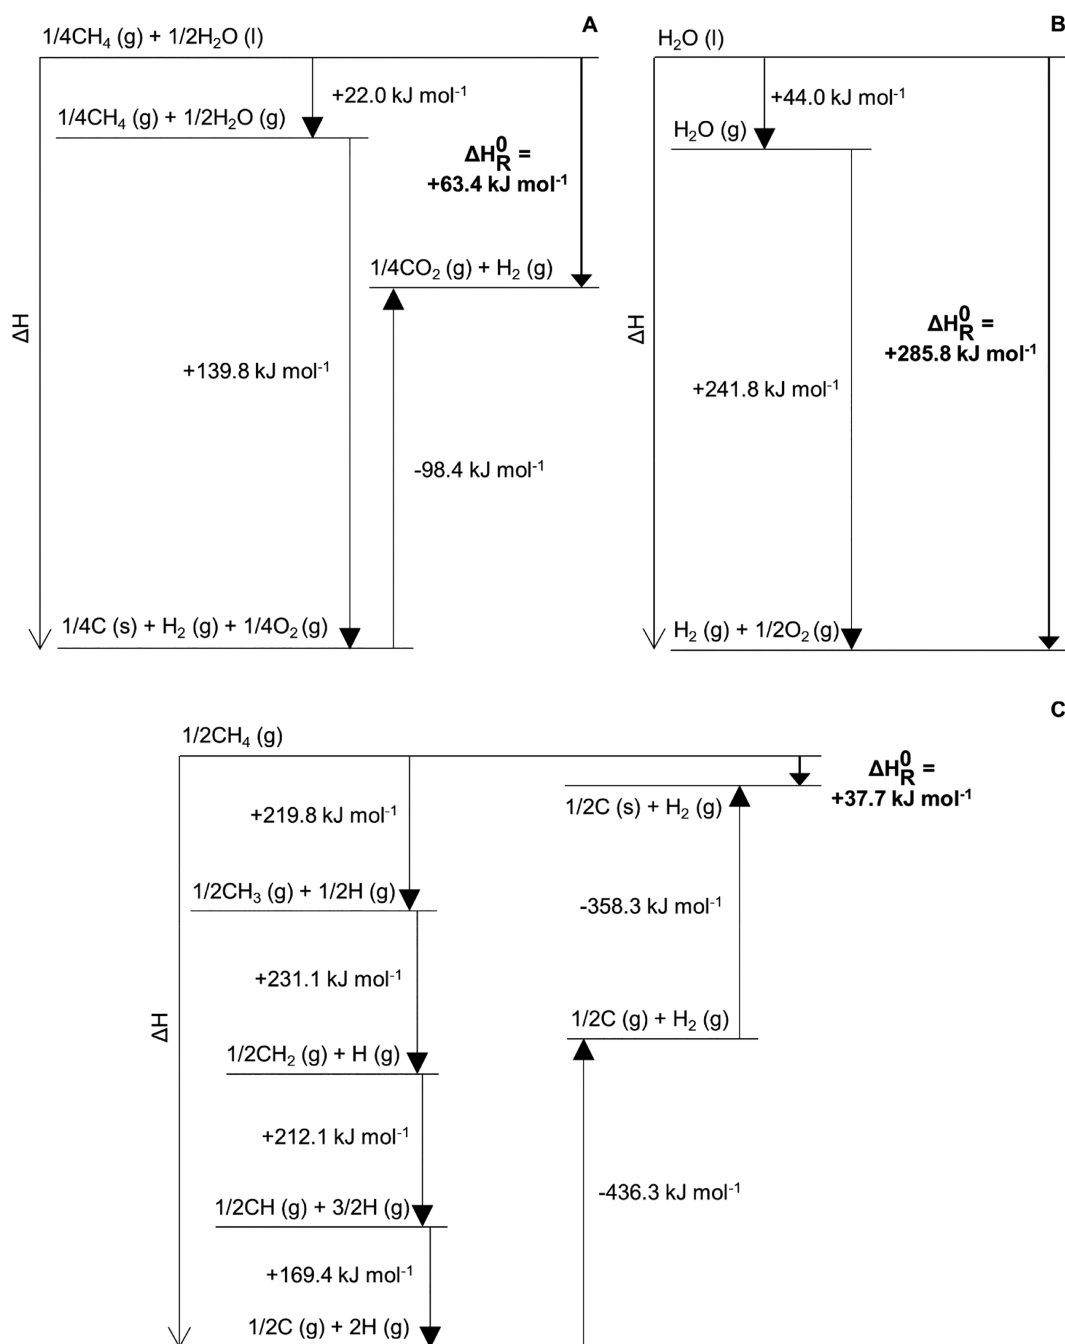 A
1/4CH₄ (g) + 1/2H₂O (l)
+22.0 kJ mol⁻¹
1/4CH₄ (g) + 1/2H₂O (g)
ΔH⁰R =
+63.4 kJ mol⁻¹
1/4CO₂ (g) + H₂ (g)
ΔH
+139.8 kJ mol⁻¹
-98.4 kJ mol⁻¹
1/4C (s) + H₂ (g) + 1/4O₂ (g)
B
H₂O (l)
+44.0 kJ mol⁻¹
H₂O (g)
ΔH⁰R =
+285.8 kJ mol⁻¹
ΔH
+241.8 kJ mol⁻¹
H₂ (g) + 1/2O₂ (g)
C
1/2CH₄ (g)
ΔH⁰R =
+37.7 kJ mol⁻¹
1/2C (s) + H₂ (g)
+219.8 kJ mol⁻¹
1/2CH₃ (g) + 1/2H (g)
-358.3 kJ mol⁻¹
+231.1 kJ mol⁻¹
1/2C (g) + H₂ (g)
ΔH
1/2CH₂ (g) + H (g)
+212.1 kJ mol⁻¹
-436.3 kJ mol⁻¹
1/2CH (g) + 3/2H (g)
+169.4 kJ mol⁻¹
1/2C (g) + 2H (g)